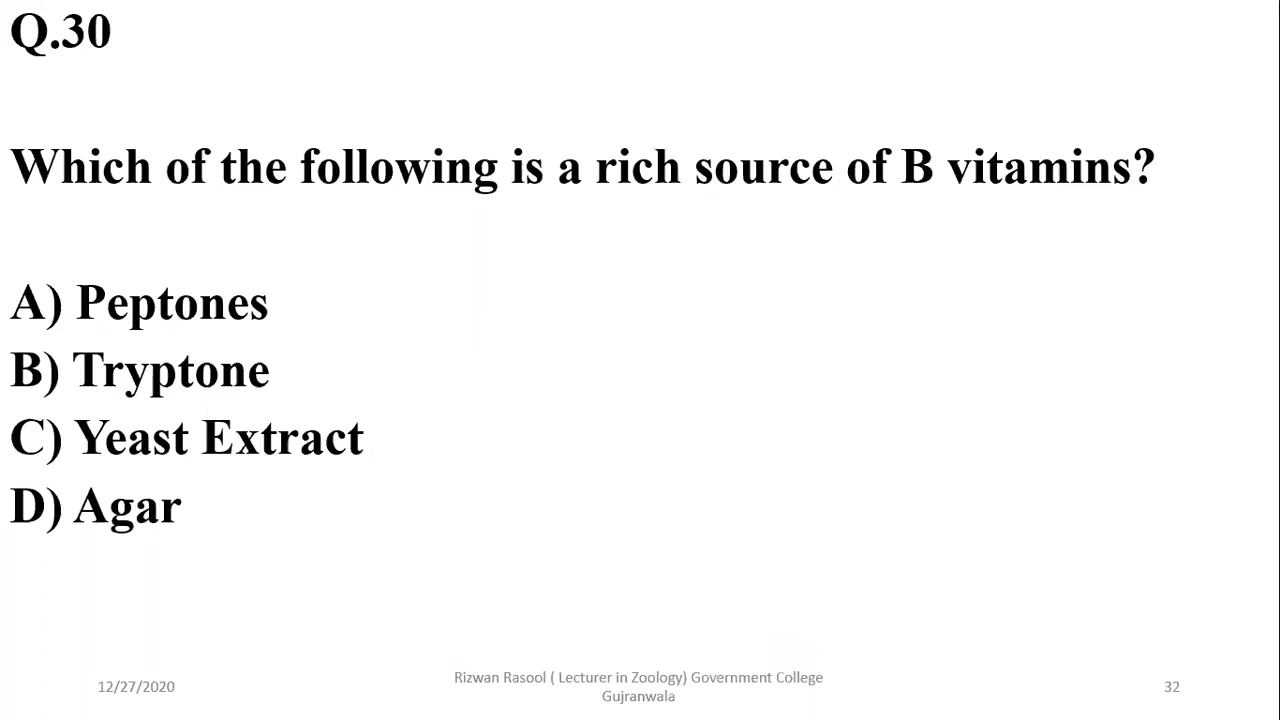 Q.30
Which of the following is a rich source of B vitamins?
A) Peptones
B) Tryptone
C) Yeast Extract
D) Agar
12/27/2020
Rizwan Rasool ( Lecturer in Zoology) Government College
Gujranwala
32